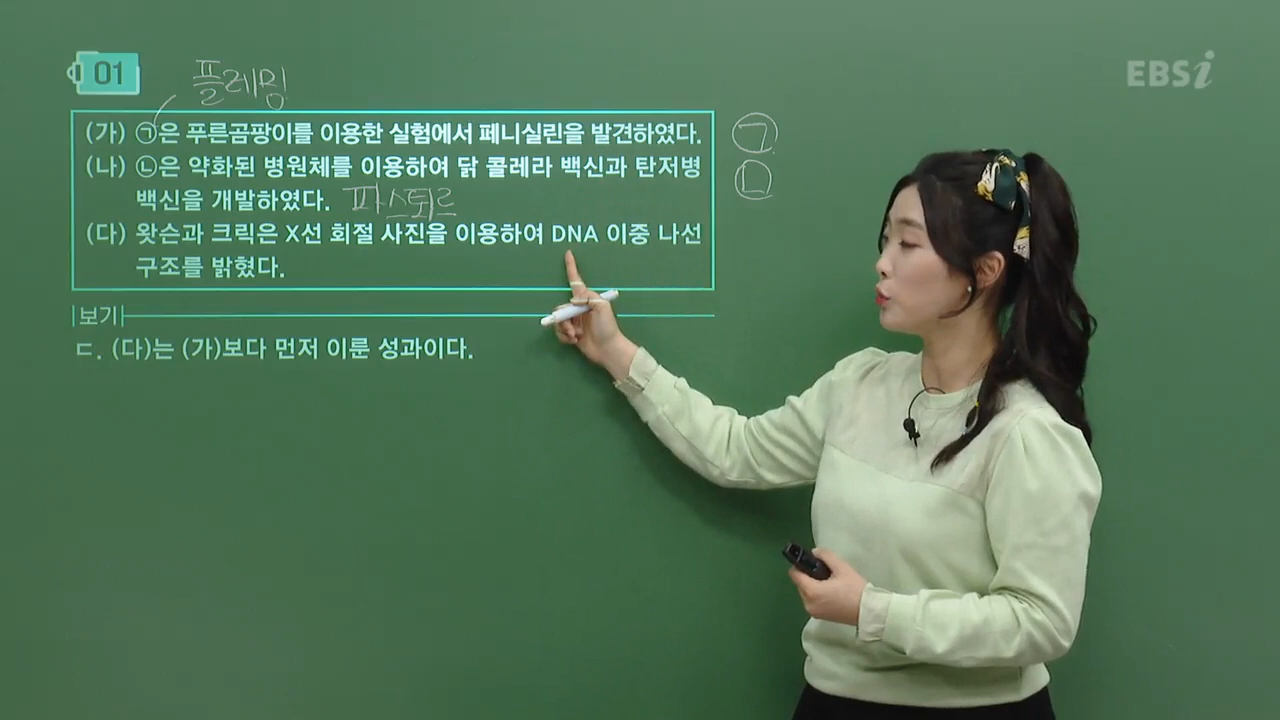 01
플레밍
EBSi
(가) ㉠은 푸른곰팡이를 이용한 실험에서 페니실린을 발견하였다.
㉠
(나) ㉡은 약화된 병원체를 이용하여 닭 콜레라 백신과 탄저병
㉡
백신을 개발하였다. 파스퇴르
(다) 왓슨과 크릭은 X선 회절 사진을 이용하여 DNA 이중 나선
구조를 밝혔다.
보기
ㄷ. (다)는 (가)보다 먼저 이룬 성과이다.